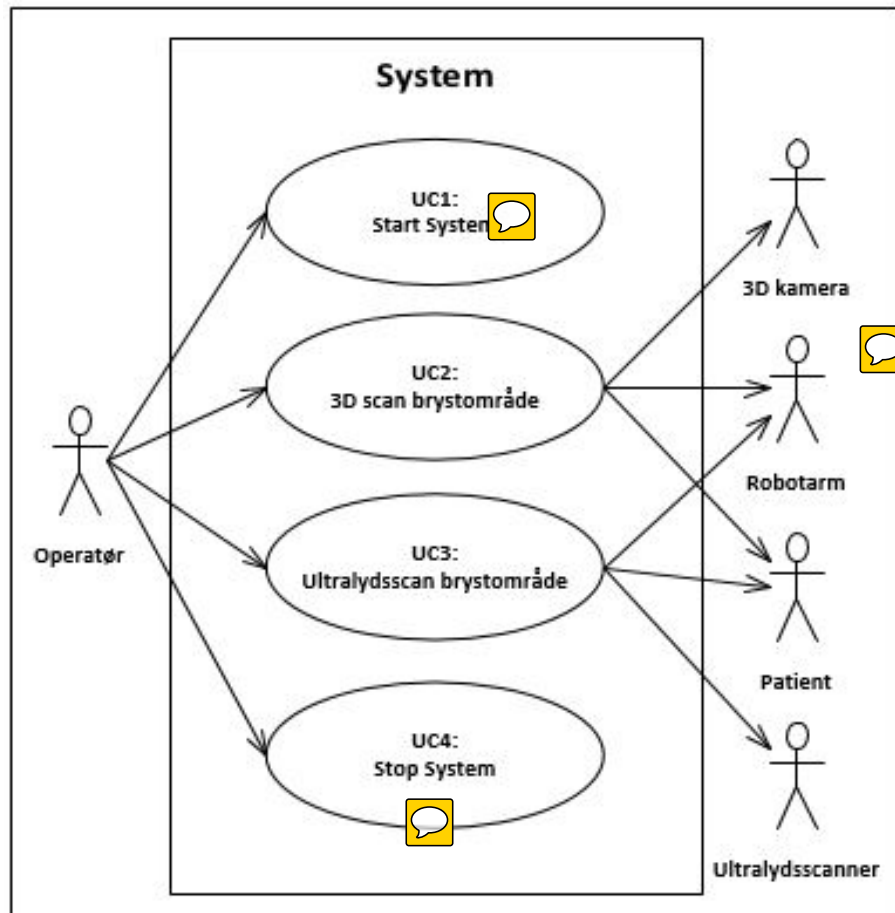 System
UC1:
Start System
3D kamera
UC2:
3D scan brystområde
Robotarm
Operatør
UC3:
Ultralydsscan brystområde
Patient
UC4:
Stop System
Ultralydsscanner